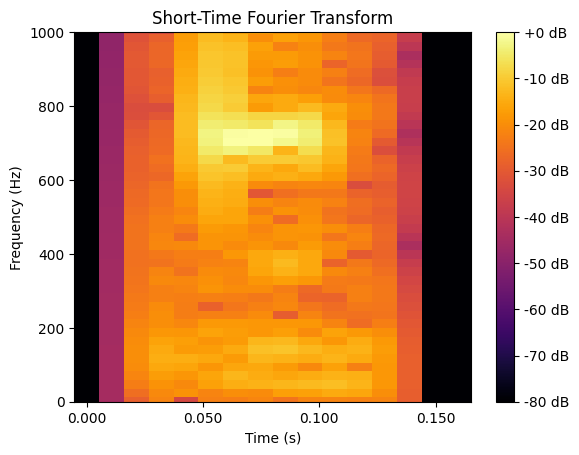 Short-Time Fourier Transform
Frequency (Hz)
1000
800
600
400
200
0
0.000
0.050
0.100
0.150
Time (s)
+0 dB
-10 dB
-20 dB
-30 dB
-40 dB
-50 dB
-60 dB
-70 dB
-80 dB